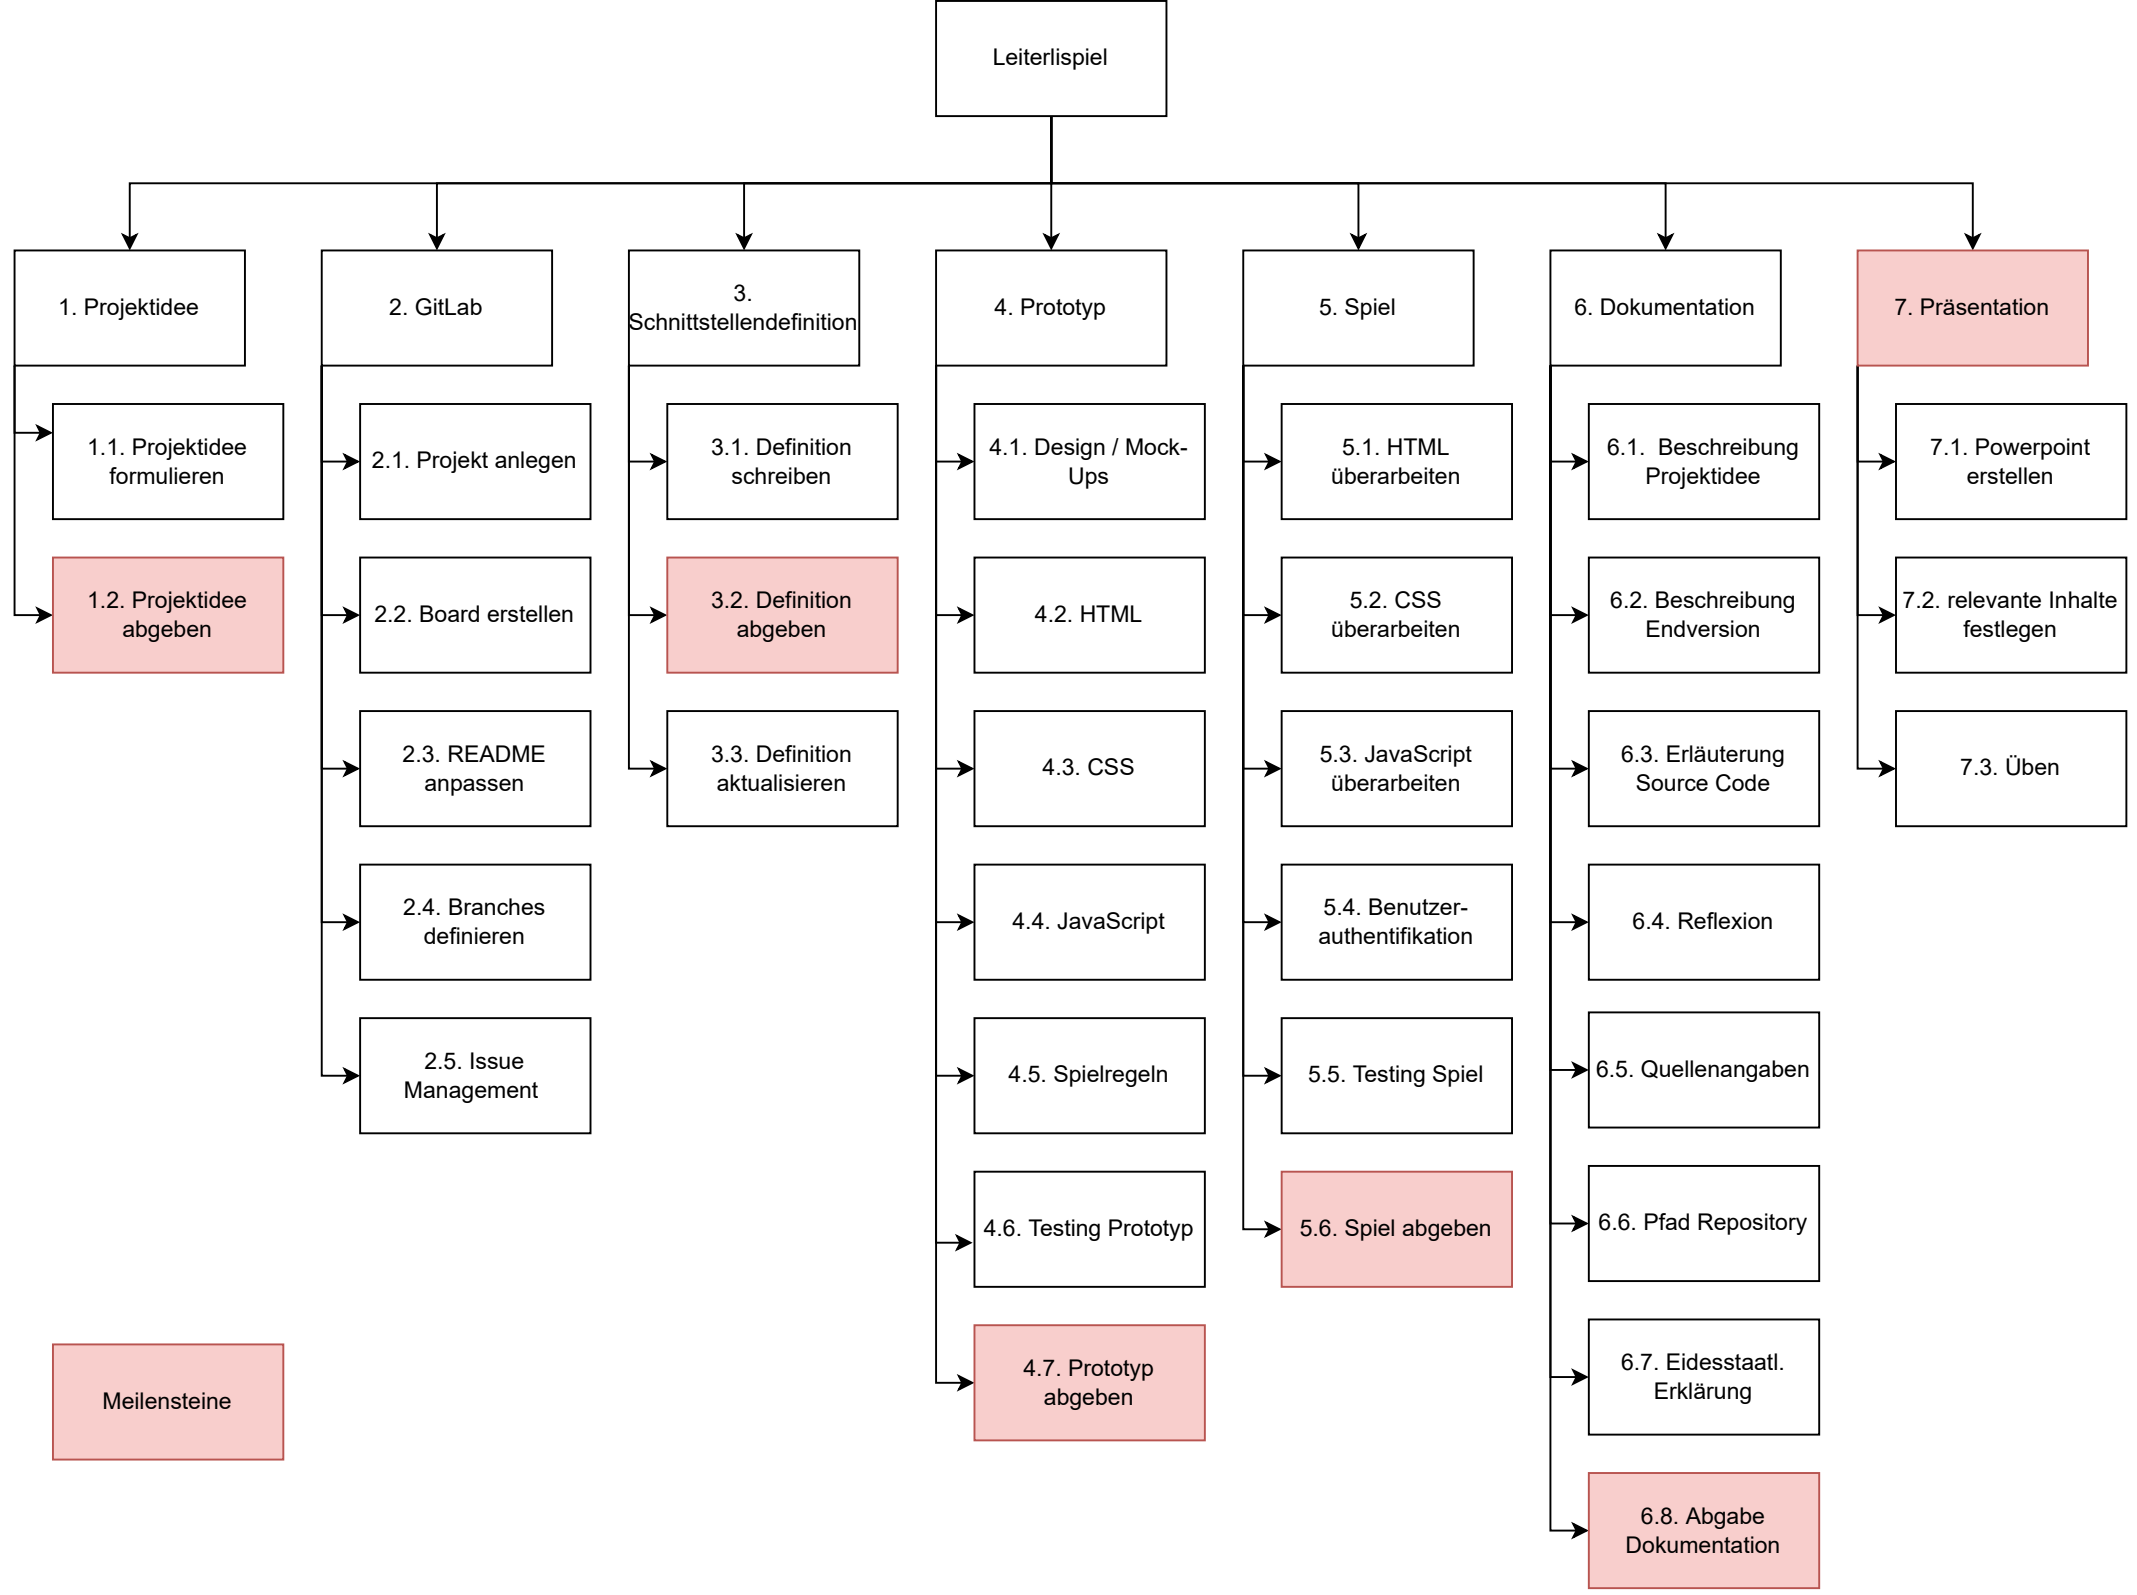 Leiterlispiel
1. Projektidee
1.1. Projektidee
formulieren
1.2. Projektidee
abgeben
2. GitLab
2.1. Projekt anlegen
2.2. Board erstellen
2.3. README
anpassen
2.4. Branches
definieren
2.5. Issue
Management
3.
Schnittstellendefinition
3.1. Definition
schreiben
3.2. Definition
abgeben
3.3. Definition
aktualisieren
4. Prototyp
4.1. Design / Mock-
Ups
4.2. HTML
4.3. CSS
4.4. JavaScript
4.5. Spielregeln
4.6. Testing Prototyp
4.7. Prototyp
abgeben
5. Spiel
5.1. HTML
überarbeiten
5.2. CSS
überarbeiten
5.3. JavaScript
überarbeiten
5.4. Benutzer-
authentifikation
5.5. Testing Spiel
5.6. Spiel abgeben
6. Dokumentation
6.1. Beschreibung
Projektidee
6.2. Beschreibung
Endversion
6.3. Erläuterung
Source Code
6.4. Reflexion
6.5. Quellenangaben
6.6. Pfad Repository
6.7. Eidesstaatl.
Erklärung
6.8. Abgabe
Dokumentation
7. Präsentation
7.1. Powerpoint
erstellen
7.2. relevante Inhalte
festlegen
7.3. Üben
Meilensteine